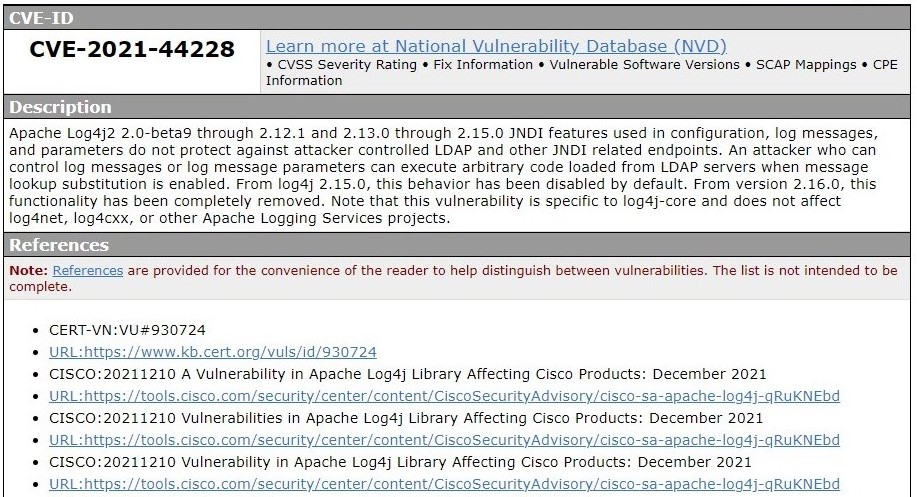 CVE-ID
CVE-2021-44228
Learn more at National Vulnerability Database (NVD)
• CVSS Severity Rating • Fix Information • Vulnerable Software Versions • SCAP Mappings • CPE
Information
Description
Apache Log4j2 2.0-beta9 through 2.12.1 and 2.13.0 through 2.15.0 JNDI features used in configuration, log messages,
and parameters do not protect against attacker controlled LDAP and other JNDI related endpoints. An attacker who can
control log messages or log message parameters can execute arbitrary code loaded from LDAP servers when message
lookup substitution is enabled. From log4j 2.15.0, this behavior has been disabled by default. From version 2.16.0, this
functionality has been completely removed. Note that this vulnerability is specific to log4j-core and does not affect
log4net, log4cxx, or other Apache Logging Services projects.
References
Note: References are provided for the convenience of the reader to help distinguish between vulnerabilities. The list is not intended to be
complete.
• CERT-VN:VU#930724
• URL:https://www.kb.cert.org/vuls/id/930724
• CISCO:20211210 A Vulnerability in Apache Log4j Library Affecting Cisco Products: December 2021
• URL:https://tools.cisco.com/security/center/content/CiscoSecurityAdvisory/cisco-sa-apache-log4j-qRuKNEbd
• CISCO:20211210 Vulnerabilities in Apache Log4j Library Affecting Cisco Products: December 2021
• URL:https://tools.cisco.com/security/center/content/CiscoSecurityAdvisory/cisco-sa-apache-log4j-qRuKNEbd
• CISCO:20211210 Vulnerability in Apache Log4j Library Affecting Cisco Products: December 2021
• URL:https://tools.cisco.com/security/center/content/CiscoSecurityAdvisory/cisco-sa-apache-log4j-qRuKNEbd